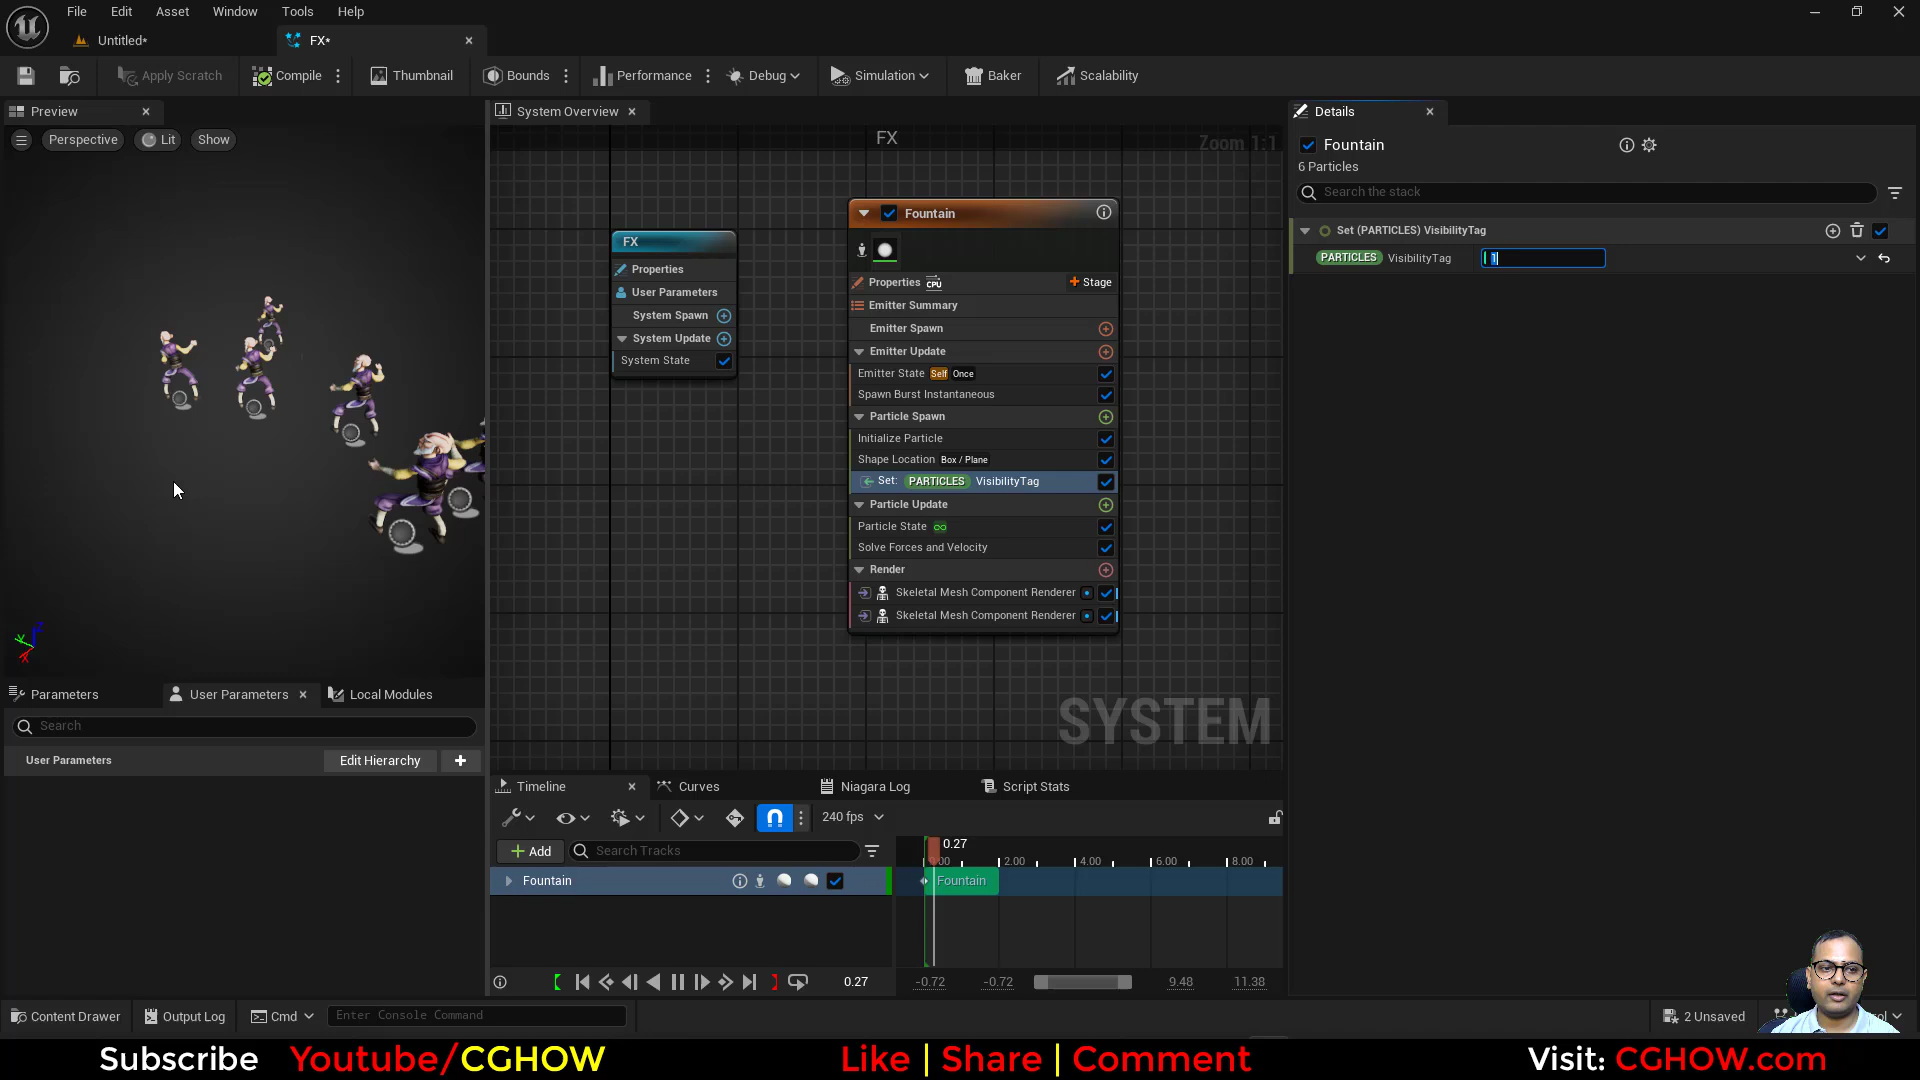 File Edit Asset Window Tools Help
Untitled* FX*
Apply Scratch Compile Thumbnail Bounds Performance Debug Simulation Baker Scalability
Preview System Overview Details
Perspective Lit Show
FX Zoom 1:1
Fountain
6 Particles
Search the stack
Set (PARTICLES) VisibilityTag
PARTICLES VisibilityTag 1
FX
Properties
User Parameters
System Spawn
System Update
System State
Fountain
Properties CPU Stage
Emitter Summary
Emitter Spawn
Emitter Update
Emitter State Self Once
Spawn Burst Instantaneous
Particle Spawn
Initialize Particle
Shape Location Box / Plane
Set: PARTICLES VisibilityTag
Particle Update
Particle State
Solve Forces and Velocity
Render
Skeletal Mesh Component Renderer
Skeletal Mesh Component Renderer
SYSTEM
Parameters User Parameters Local Modules
Search
User Parameters Edit Hierarchy
Timeline Curves Niagara Log Script Stats
240 fps
Add Search Tracks 0.27
2.00 4.00 6.00 8.00
Fountain Fountain
0.27 -0.72 -0.72 9.48 11.38
Content Drawer Output Log Cmd Enter Console Command 2 Unsaved
Subscribe Youtube/CGHOW Like | Share | Comment Visit: CGHOW.com